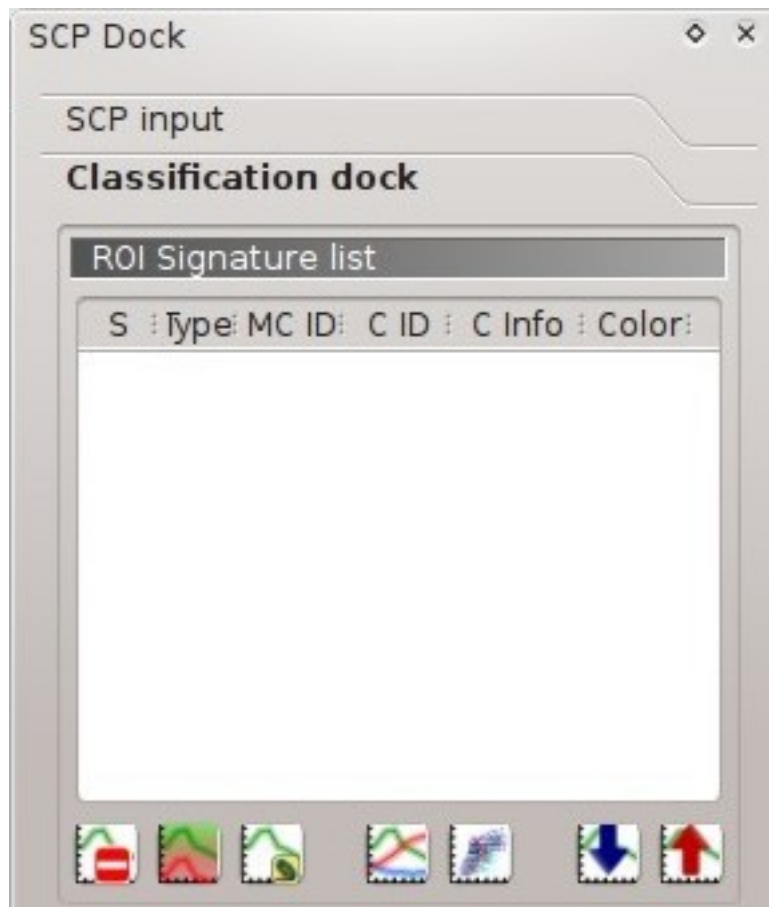 SCP Dock
SCP input
Classification dock
ROI Signature list
S Type MC ID C ID C Info Color